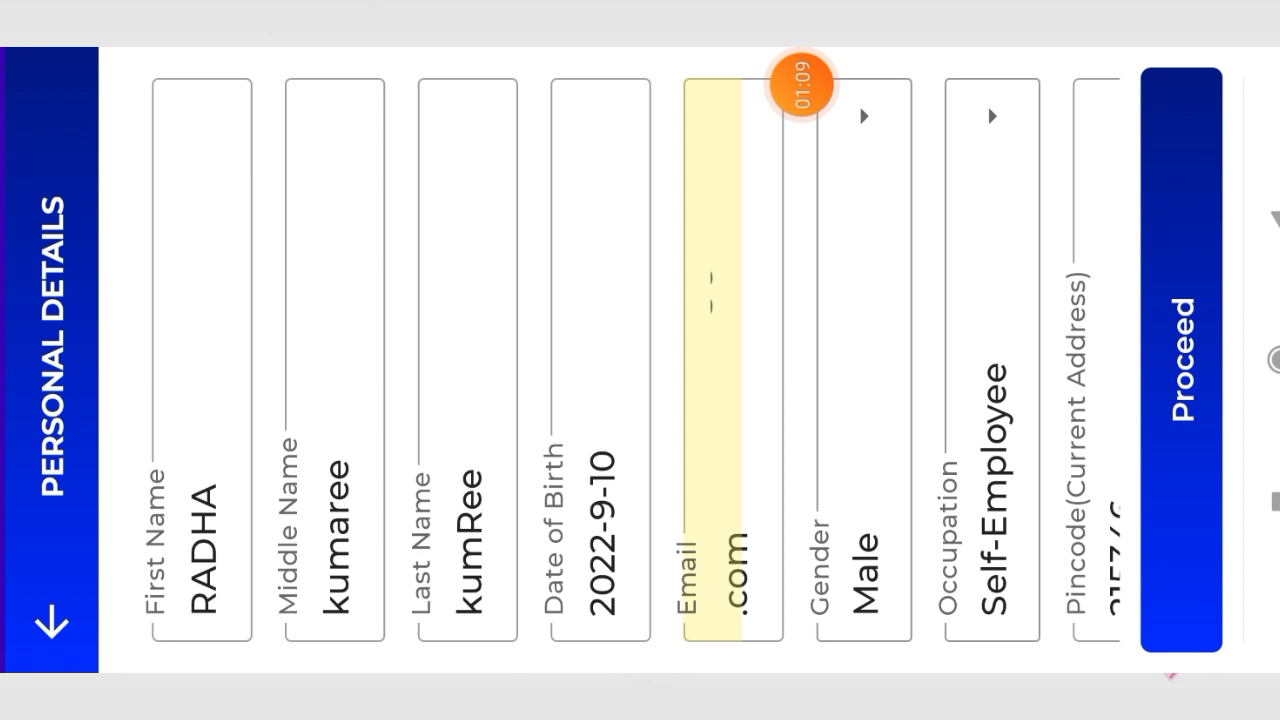 PERSONAL DETAILS
First Name
RADHA
Middle Name
kumaree
Last Name
kumRee
Date of Birth
2022-9-10
Email
.com
01:09
Gender
Male
Occupation
Self-Employee
Pincode(Current Address)
Proceed